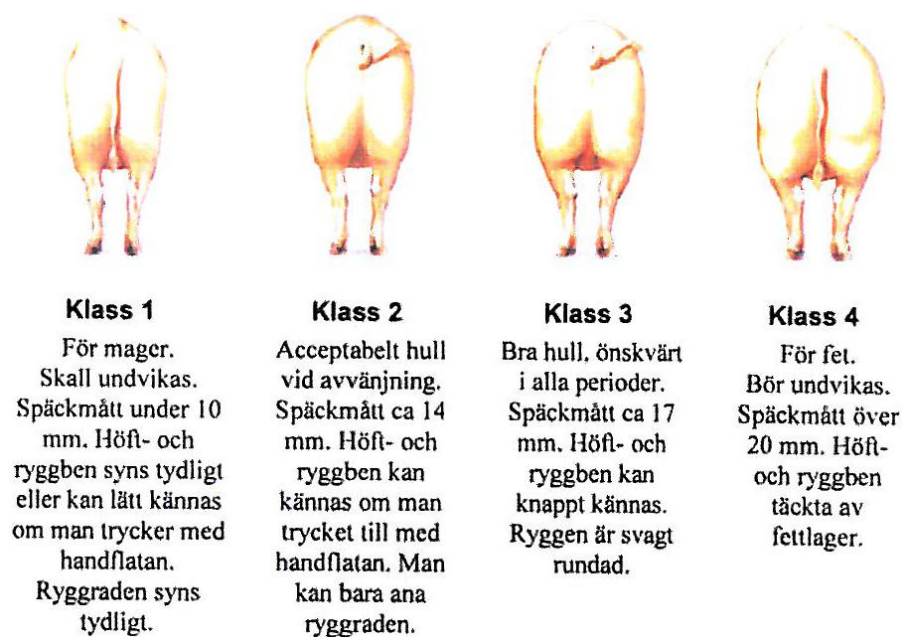 Klass 1
För mager.
Skall undvikas.
Späckmått under 10
mm. Höft- och
ryggben syns tydligt
eller kan lätt kännas
om man trycker med
handflatan.
Ryggraden syns
tydligt.
Klass 2
Acceptabelt hull
vid avvänjning.
Späckmått ca 14
mm. Höft- och
ryggben kan
kännas om man
trycket till med
handflatan. Man
kan bara ana
ryggraden.
Klass 3
Bra hull, önskvärt
i alla perioder.
Späckmått ca 17
mm. Höft- och
ryggben kan
knappt kännas.
Ryggen är svagt
rundad.
Klass 4
För fet.
Bör undvikas.
Späckmått över
20 mm. Höft-
och ryggben
täckta av
fettlager.